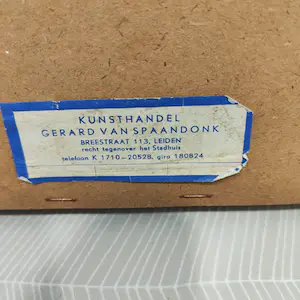 KUNSTHANDEL
GERARD VAN SPAANDONK
BREESTRAAT 113, LEIDEN
recht tegenover het Stadhuis
telefoon K 1710-20528, giro 180824